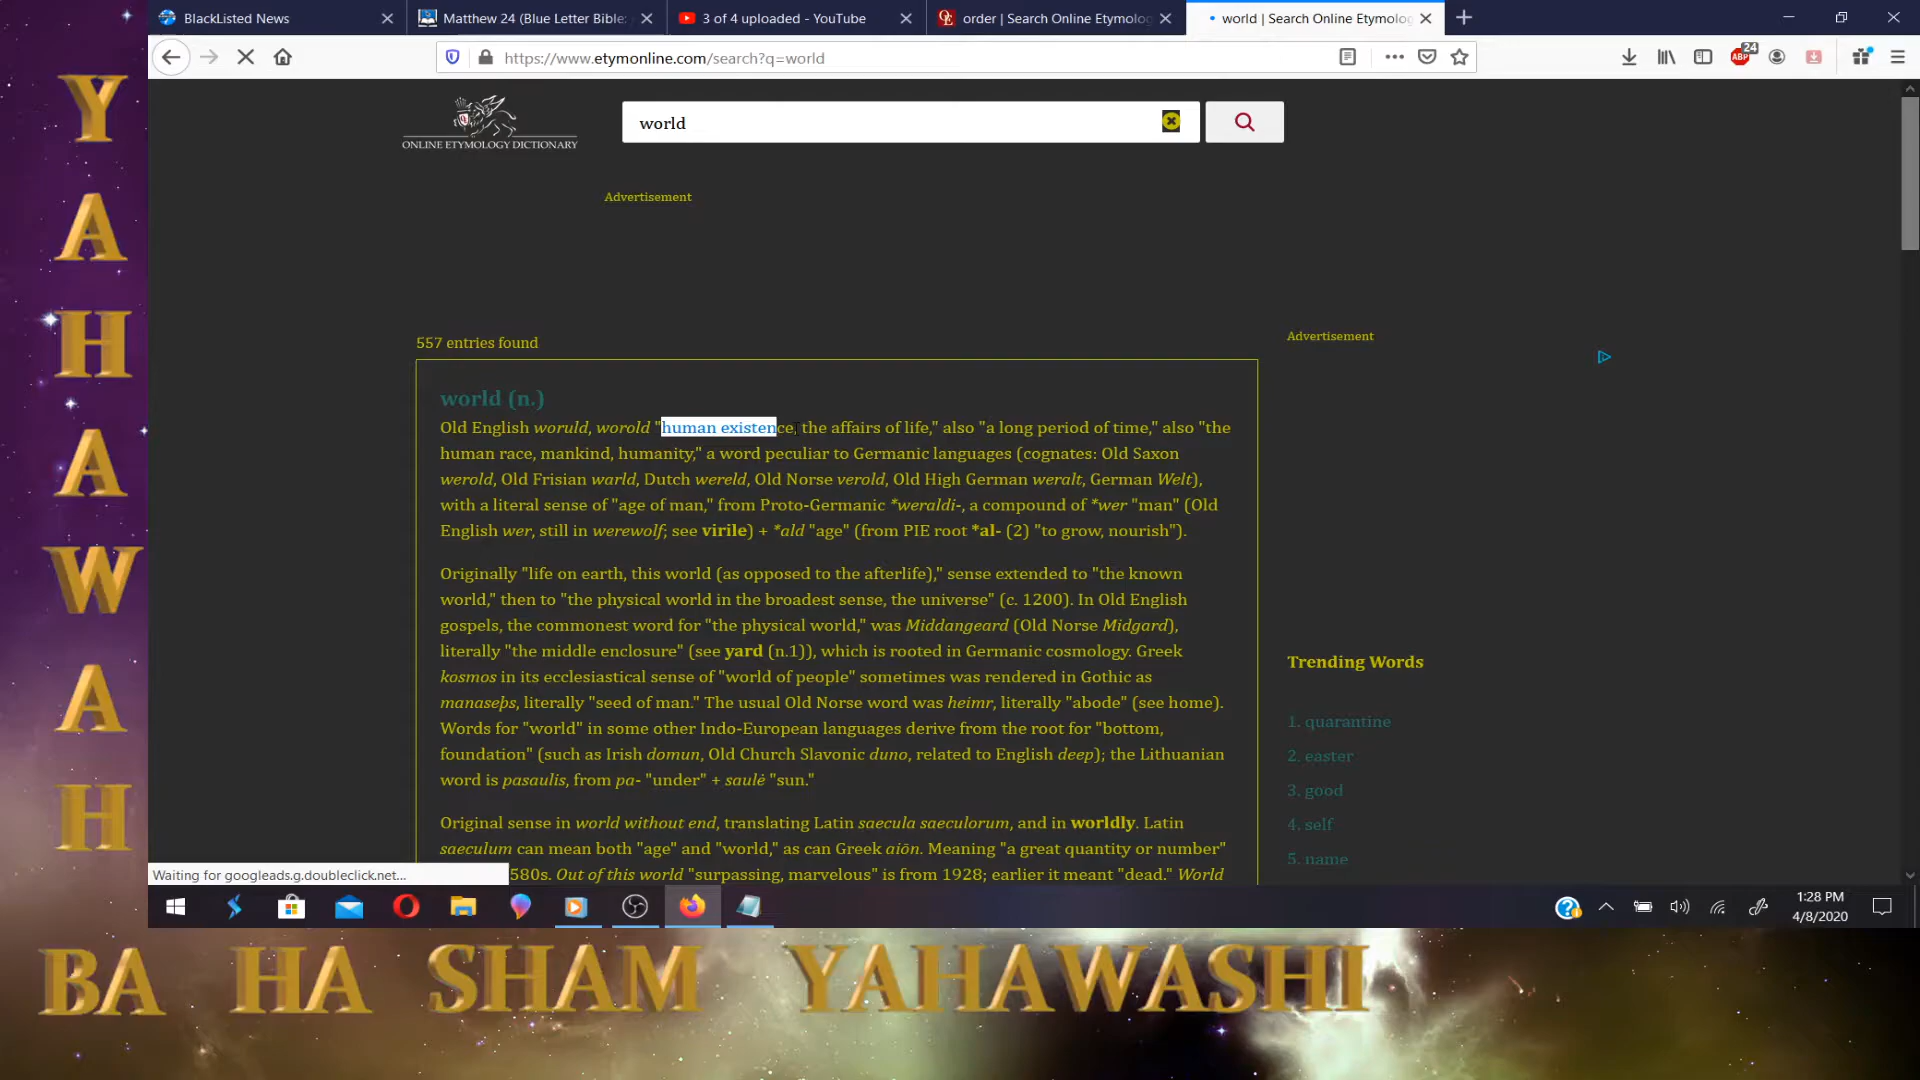 BlackListed News
Matthew 24 (Blue Letter Bible:
3 of 4 uploaded - YouTube
order | Search Online Etymolog
world | Search Online Etymolog
https://www.etymonline.com/search?q=world
24
ONLINE ETYMOLOGY DICTIONARY
world
Advertisement
557 entries found
Advertisement
world (n.)
Old English woruld, worold "human existence, the affairs of life," also "a long period of time," also "the
human race, mankind, humanity," a word peculiar to Germanic languages (cognates: Old Saxon
werold, Old Frisian warld, Dutch wereld, Old Norse verold, Old High German weralt, German Welt),
with a literal sense of "age of man," from Proto-Germanic *weraldi-, a compound of *wer "man" (Old
English wer, still in werewolf; see virile) + *ald "age" (from PIE root *al- (2) "to grow, nourish").
Originally "life on earth, this world (as opposed to the afterlife)," sense extended to "the known
world," then to "the physical world in the broadest sense, the universe" (c. 1200). In Old English
gospels, the commonest word for "the physical world," was Middangeard (Old Norse Midgard),
literally "the middle enclosure" (see yard (n.1)), which is rooted in Germanic cosmology. Greek
kosmos in its ecclesiastical sense of "world of people" sometimes was rendered in Gothic as
manaseþs, literally "seed of man." The usual Old Norse word was heimr, literally "abode" (see home).
Words for "world" in some other Indo-European languages derive from the root for "bottom,
foundation" (such as Irish domun, Old Church Slavonic duno, related to English deep); the Lithuanian
word is pasaulis, from pa- "under" + saulė "sun."
Original sense in world without end, translating Latin saecula saeculorum, and in worldly. Latin
saeculum can mean both "age" and "world," as can Greek aiōn. Meaning "a great quantity or number"
580s. Out of this world "surpassing, marvelous" is from 1928; earlier it meant "dead." World
Trending Words
1. quarantine
2. easter
3. good
4. self
5. name
Waiting for googleads.g.doubleclick.net...
1:28 PM
4/8/2020
YAHAWAH
BA HA SHAM YAHAWASHI